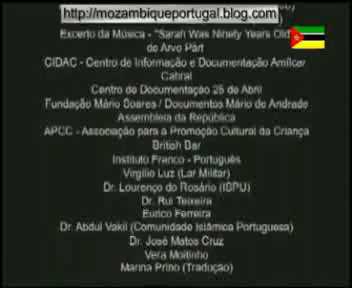 http://mozambiqueportugal.blog.com/
Excerto da Música - "Sarah Was Ninety Years Old"
de Arvo Pärt
CIDAC - Centro de Informação e Documentação Amílcar
Cabral
Centro de Documentação 25 de Abril
Fundação Mário Soares / Documentos Mário de Andrade
Assembleia da República
APCC - Associação para a Promoção Cultural da Criança
British Bar
Instituto Franco - Português
Virgílio Luz (Lar Militar)
Dr. Lourenço do Rosário (ISPU)
Dr. Rui Teixeira
Eurico Ferreira
Dr. Abdul Vakil (Comunidade Islâmica Portuguesa)
Dr. José Matos Cruz
Vera Moitinho
Marina Prino (Tradução)